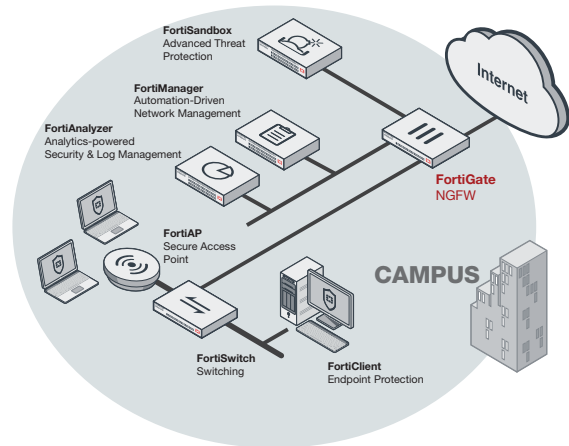 FortiSandbox
Advanced Threat
Protection
FortiManager
Automation-Driven
Network Management
FortiAnalyzer
Analytics-powered
Security & Log Management
Internet
FortiGate
NGFW
FortiAP
Secure Access
Point
CAMPUS
FortiSwitch
Switching
FortiClient
Endpoint Protection